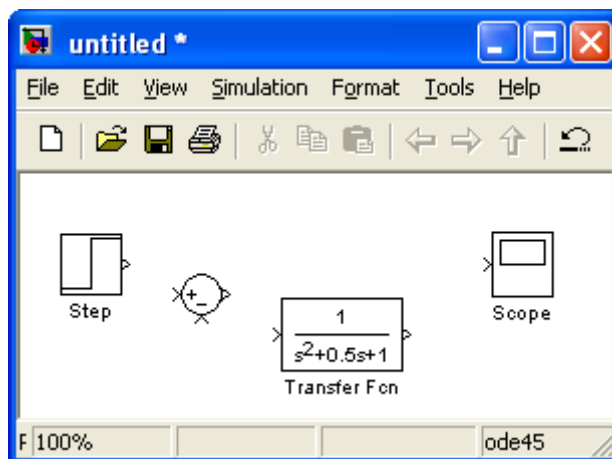 untitled *
File Edit View Simulation Format Tools Help
Step
+
-
1
s²+0.5s+1
Transfer Fcn
Scope
F 100% ode45